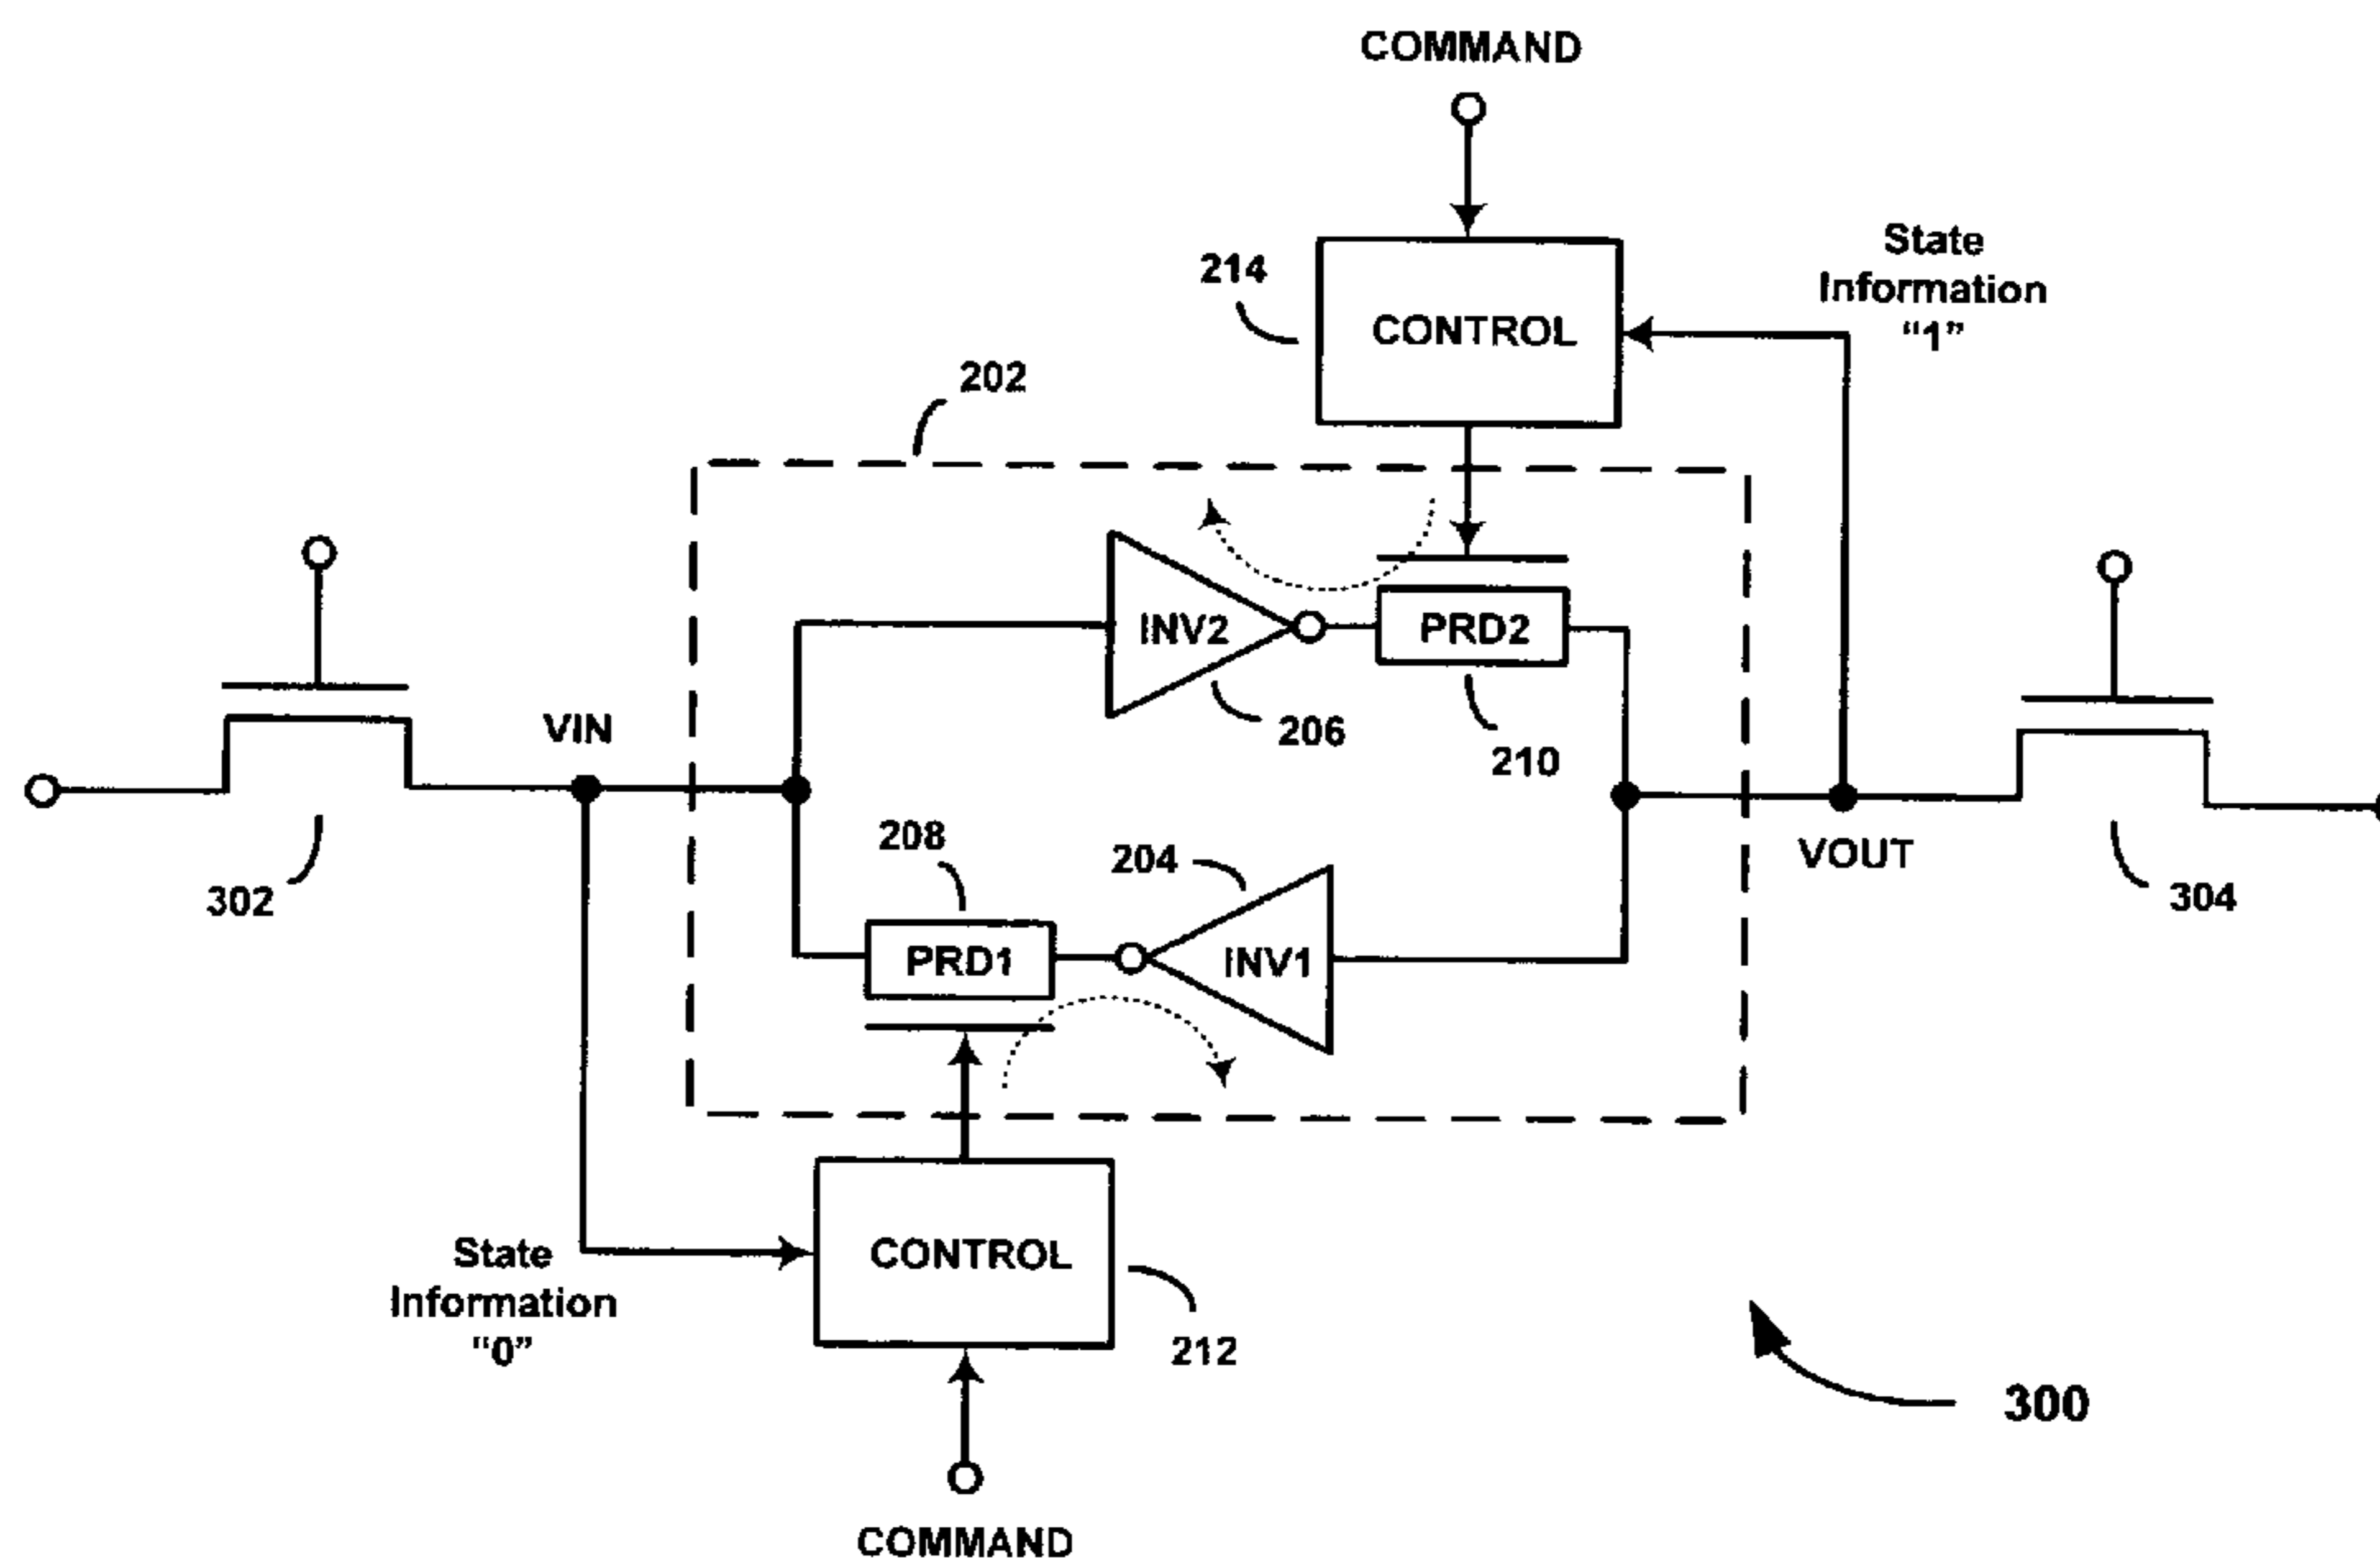 COMMAND
214
CONTROL
State
Information
“1”
202
INV2
PRD2
206
210
VIN
302
208
204
PRD1
INV1
VOUT
304
State
Information
“0”
CONTROL
212
300
COMMAND